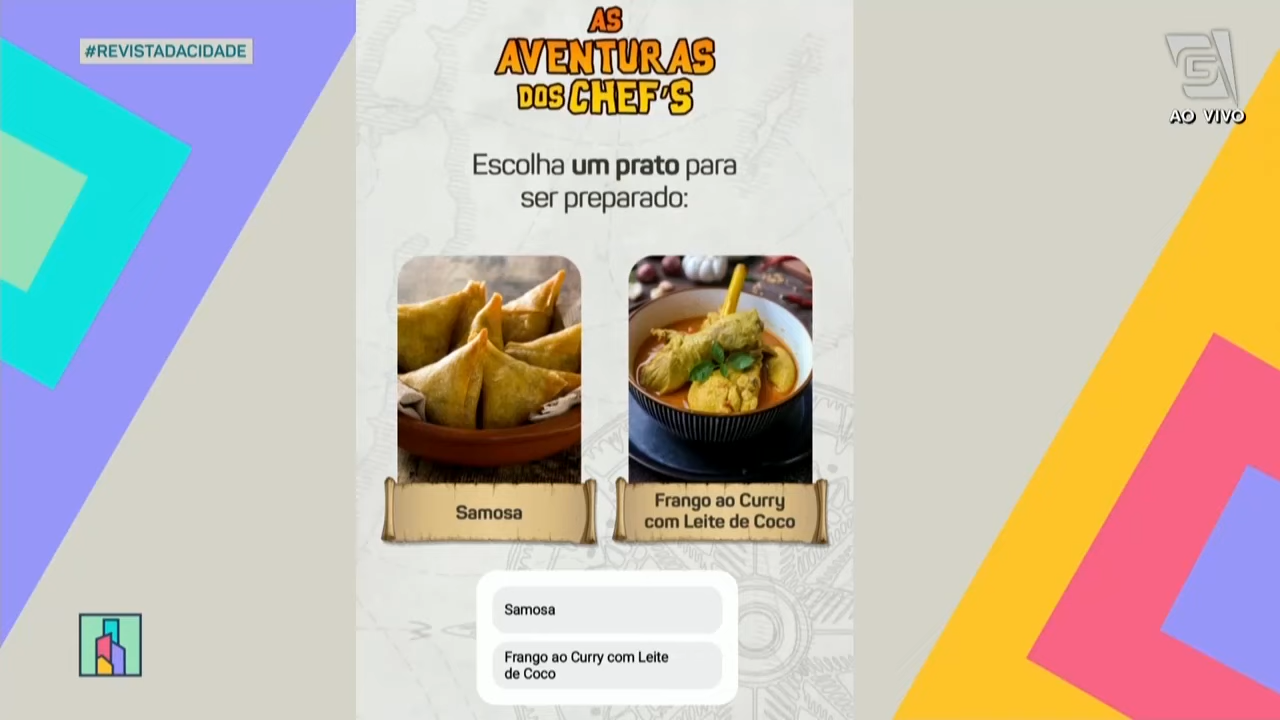 #REVISTADACIDADE
AO VIVO
AS
AVENTURAS
DOS CHEF'S
Escolha um prato para
ser preparado:
Samosa
Frango ao Curry
com Leite de Coco
Samosa
Frango ao Curry com Leite
de Coco